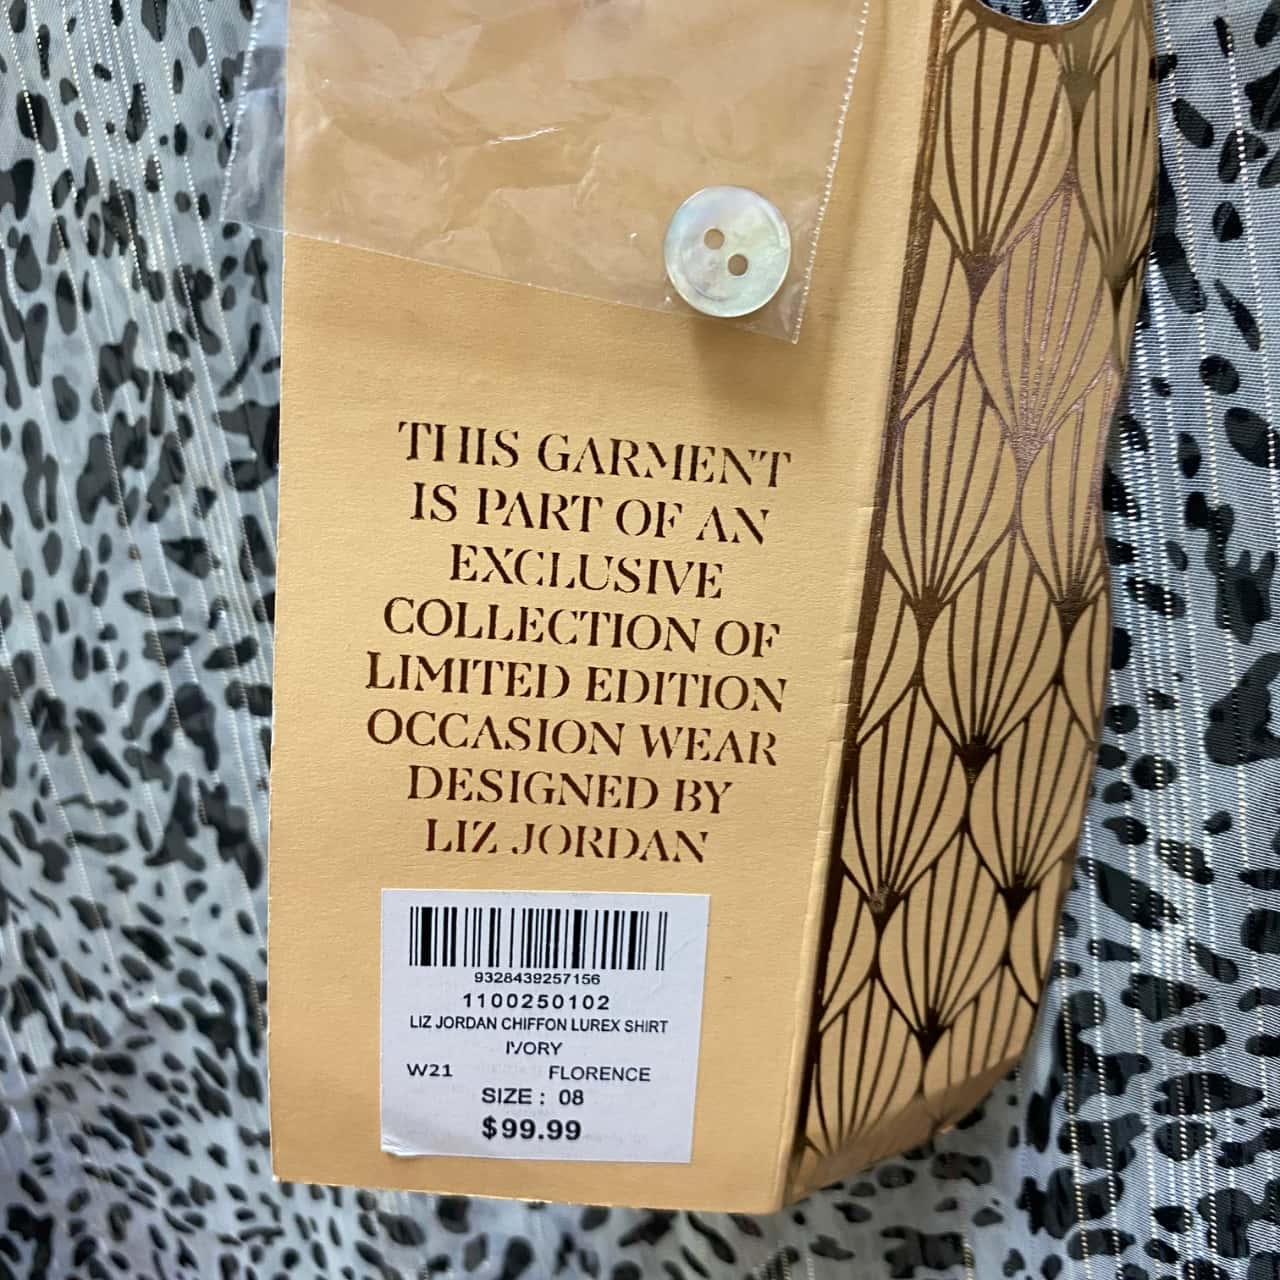 THIS GARMENT
IS PART OF AN
EXCLUSIVE
COLLECTION OF
LIMITED EDITION
OCCASION WEAR
DESIGNED BY
LIZ JORDAN
9328439257156
1100250102
LIZ JORDAN CHIFFON LUREX SHIRT
IVORY
W21 FLORENCE
SIZE : 08
$99.99